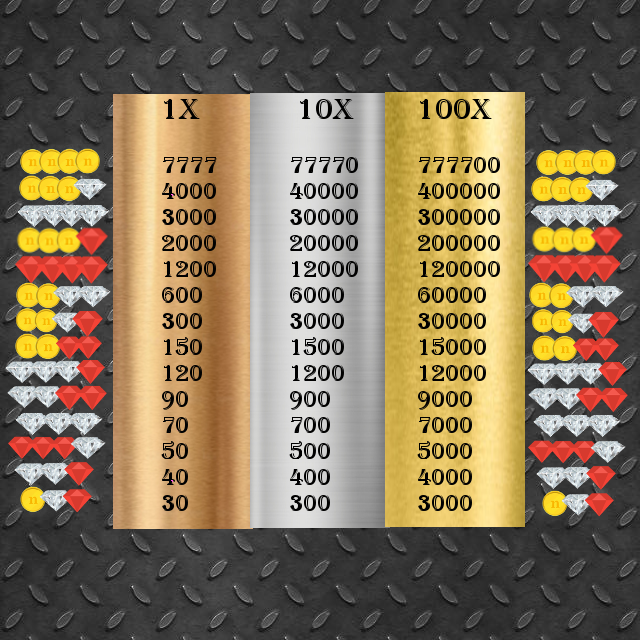 1X 10X 100X
n n n n 7777 77770 777700 n n n n
n n n 4000 40000 400000 n n n
3000 30000 300000
n n n 2000 20000 200000 n n n
1200 12000 120000
n n 600 6000 60000 n n
n n 300 3000 30000 n n
n n 150 1500 15000 n n
120 1200 12000
90 900 9000
70 700 7000
50 500 5000
40 400 4000
n 30 300 3000 n